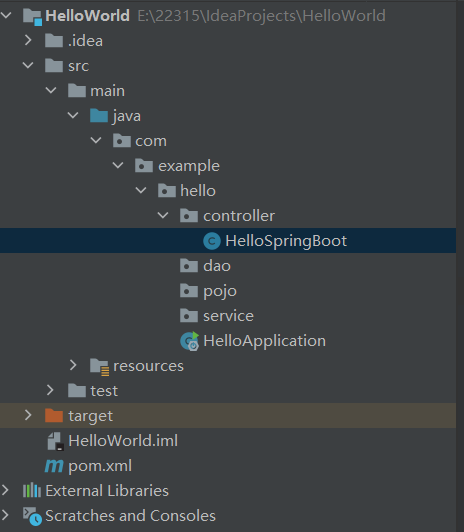 HelloWorld E:\22315\IdeaProjects\HelloWorld
.idea
src
main
java
com
example
hello
controller
HelloSpringBoot
dao
pojo
service
HelloApplication
resources
test
target
HelloWorld.iml
pom.xml
External Libraries
Scratches and Consoles